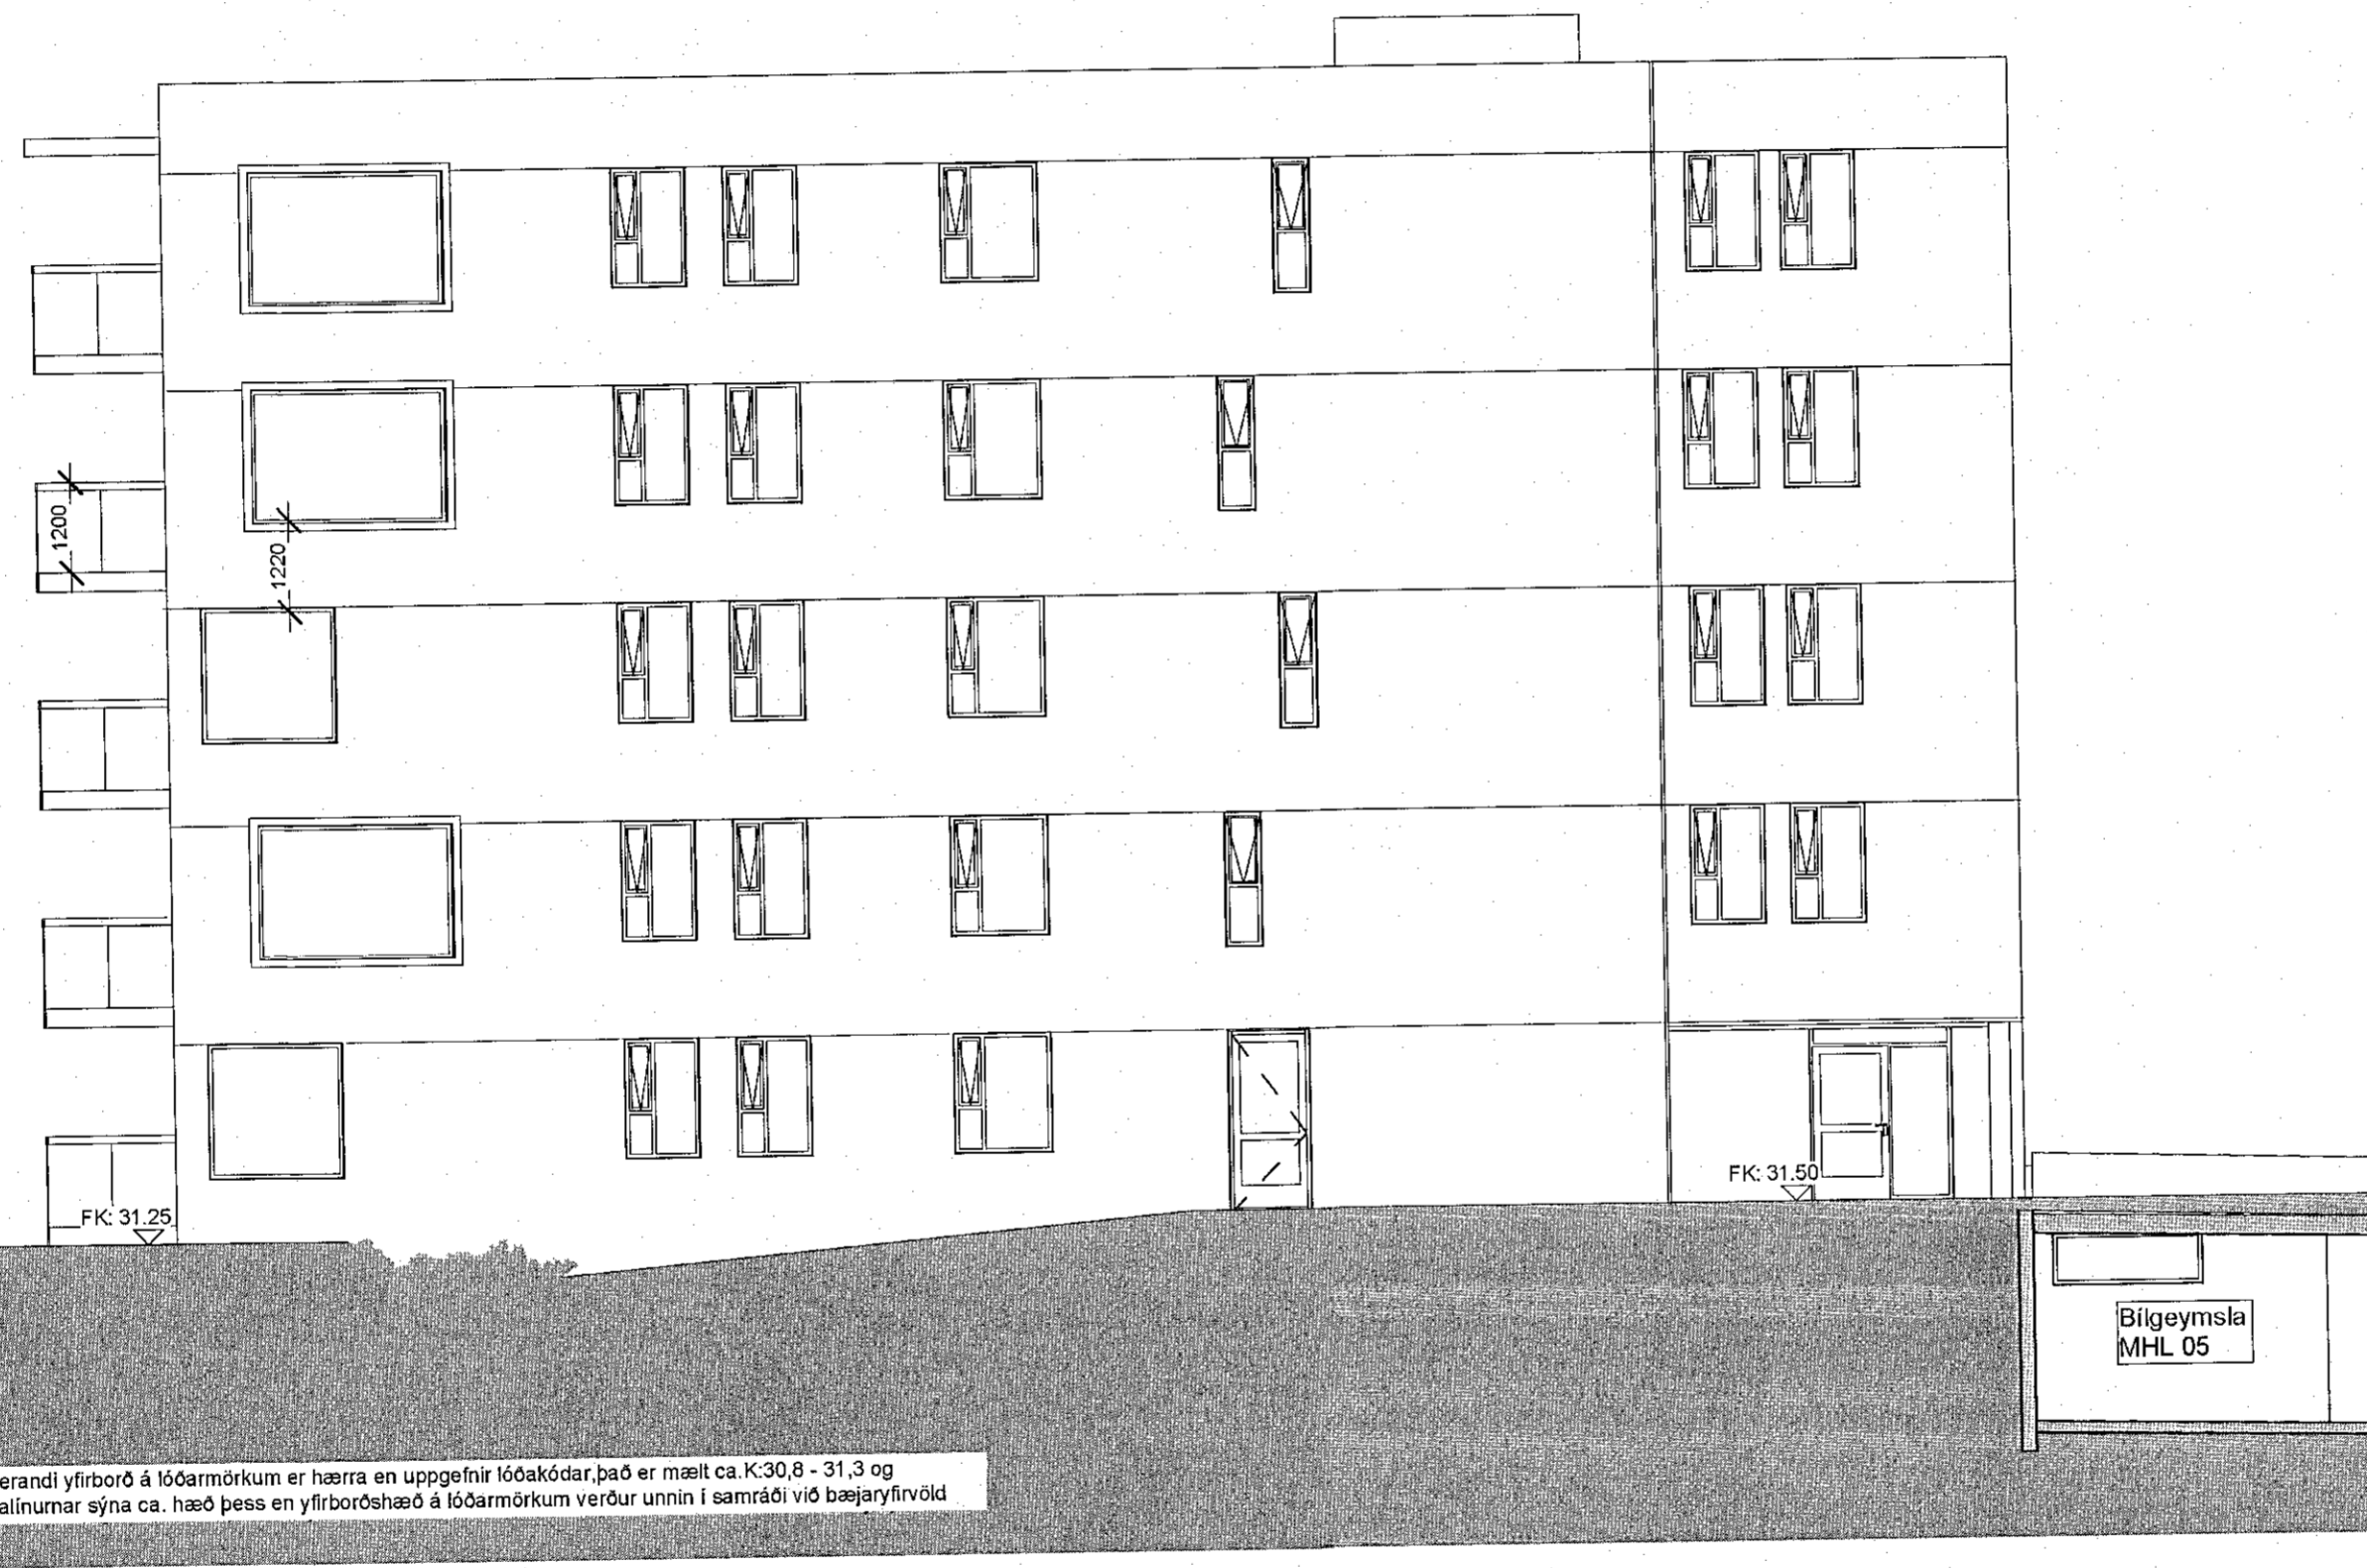 1200
1220
FK: 31.50
FK: 31.25
Bílgeymsla
MHL 05
erandi yfirborð á lóðarmörkum er hærra en uppgefnir lóðakódar,það er mælt ca.K:30,8 - 31,3 og
alínurnar sýna ca. hæð þess en yfirborðshæð á lóðarmörkum verður unnin í samráði við bæjaryfirvöld